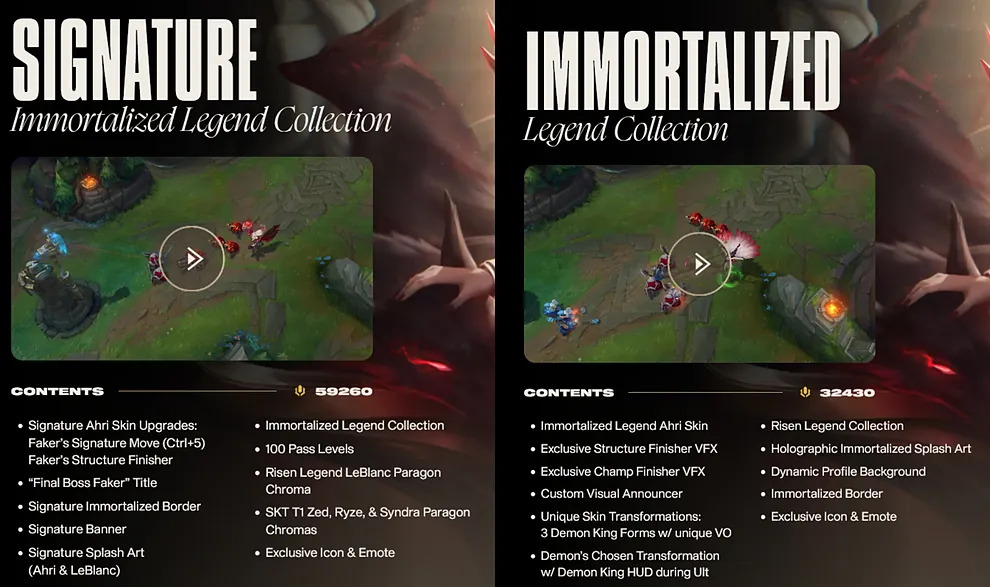 SIGNATURE
Immortalized Legend Collection
CONTENTS 59260
• Signature Ahri Skin Upgrades:
Faker's Signature Move (Ctrl+5)
Faker's Structure Finisher
• “Final Boss Faker” Title
• Signature Immortalized Border
• Signature Banner
• Signature Splash Art
(Ahri & LeBlanc)
• Immortalized Legend Collection
• 100 Pass Levels
• Risen Legend LeBlanc Paragon
Chroma
• SKT T1 Zed, Ryze, & Syndra Paragon
Chromas
• Exclusive Icon & Emote
IMMORTALIZED
Legend Collection
CONTENTS 32430
• Immortalized Legend Ahri Skin
• Exclusive Structure Finisher VFX
• Exclusive Champ Finisher VFX
• Custom Visual Announcer
• Unique Skin Transformations:
3 Demon King Forms w/ unique VO
• Demon's Chosen Transformation
w/ Demon King HUD during Ult
• Risen Legend Collection
• Holographic Immortalized Splash Art
• Dynamic Profile Background
• Immortalized Border
• Exclusive Icon & Emote